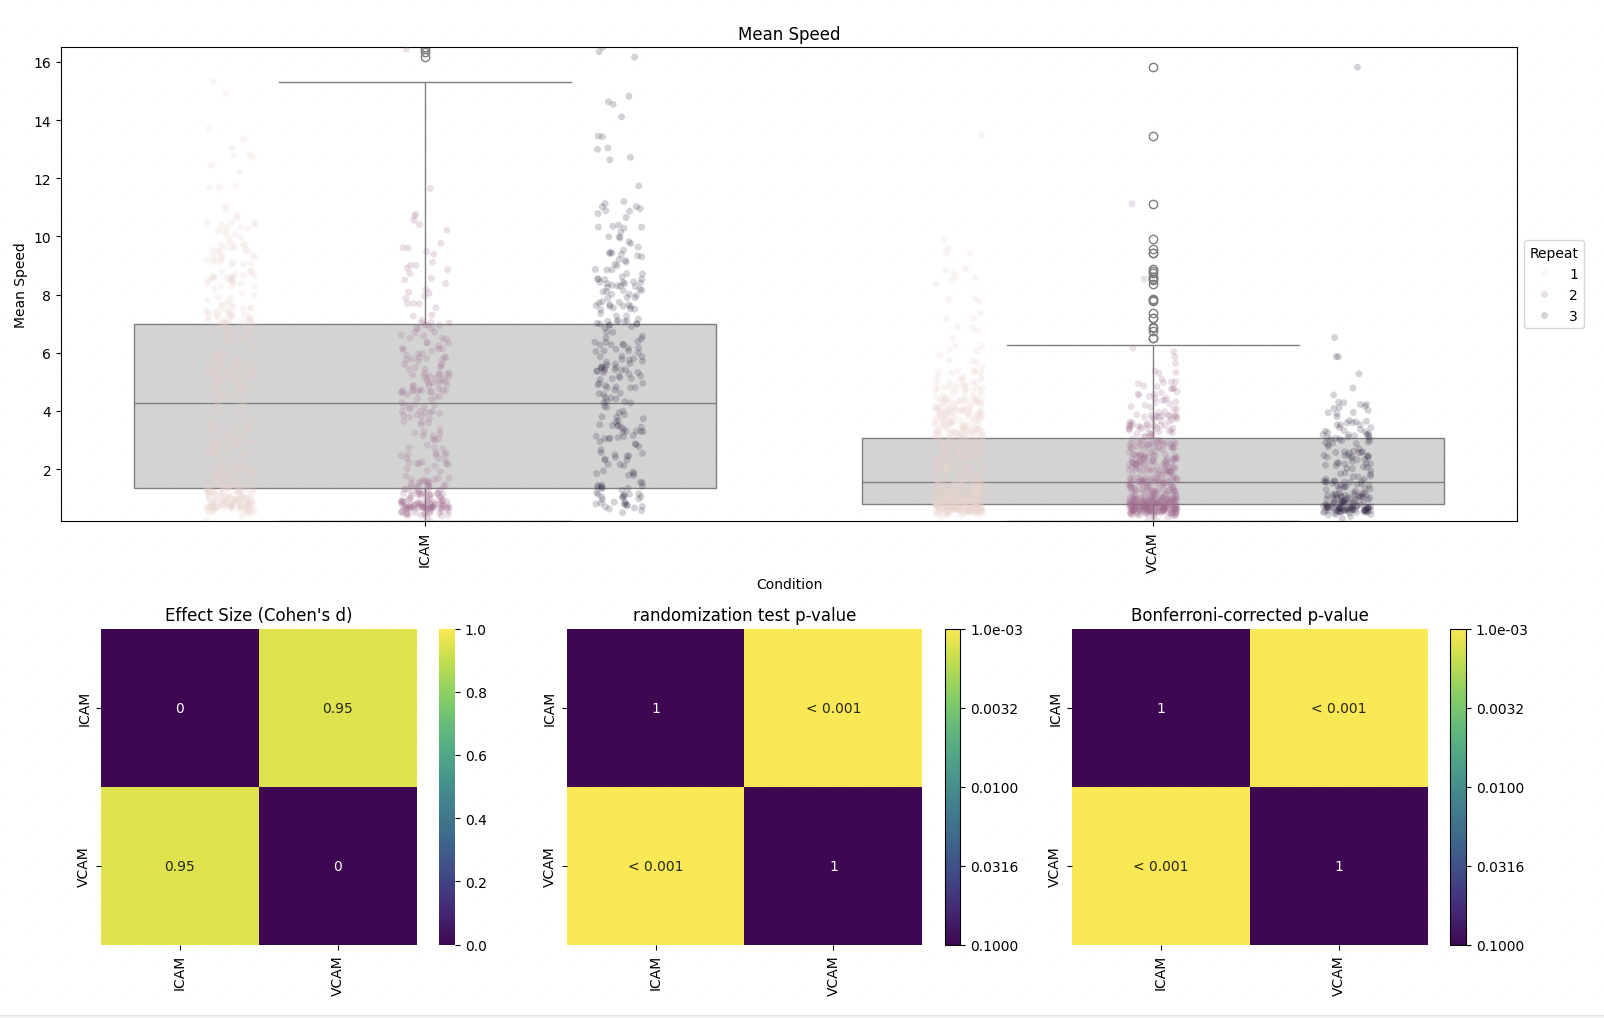 Mean Speed
Mean Speed
16
14
12
10
8
6
4
2
ICAM
VCAM
Condition
Repeat
1
2
3
Effect Size (Cohen's d)
ICAM
VCAM
0
0.95
0.95
0
ICAM
VCAM
1.0
0.8
0.6
0.4
0.2
0.0
randomization test p-value
ICAM
VCAM
1
< 0.001
< 0.001
1
ICAM
VCAM
1.0e-03
0.0032
0.0100
0.0316
0.1000
Bonferroni-corrected p-value
ICAM
VCAM
1
< 0.001
< 0.001
1
ICAM
VCAM
1.0e-03
0.0032
0.0100
0.0316
0.1000